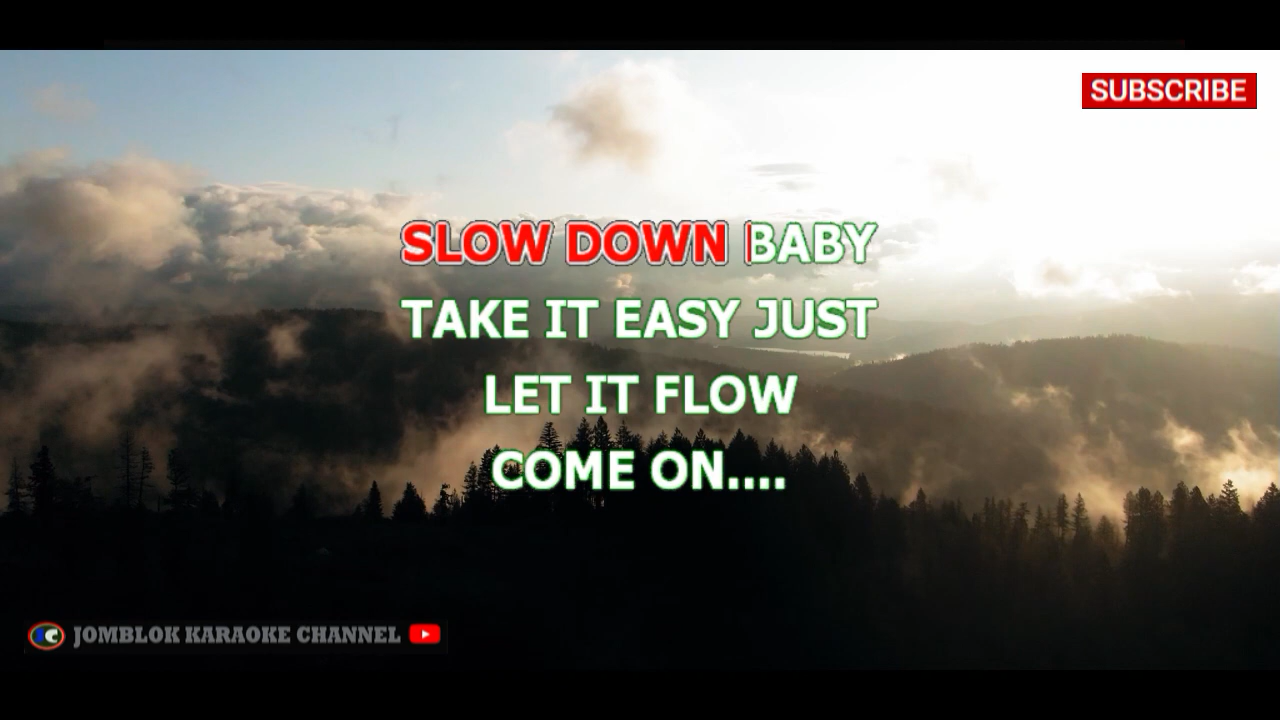 SUBSCRIBE
SLOW DOWN BABY
TAKE IT EASY JUST
LET IT FLOW
COME ON....
JOMBLOK KARAOKE CHANNEL